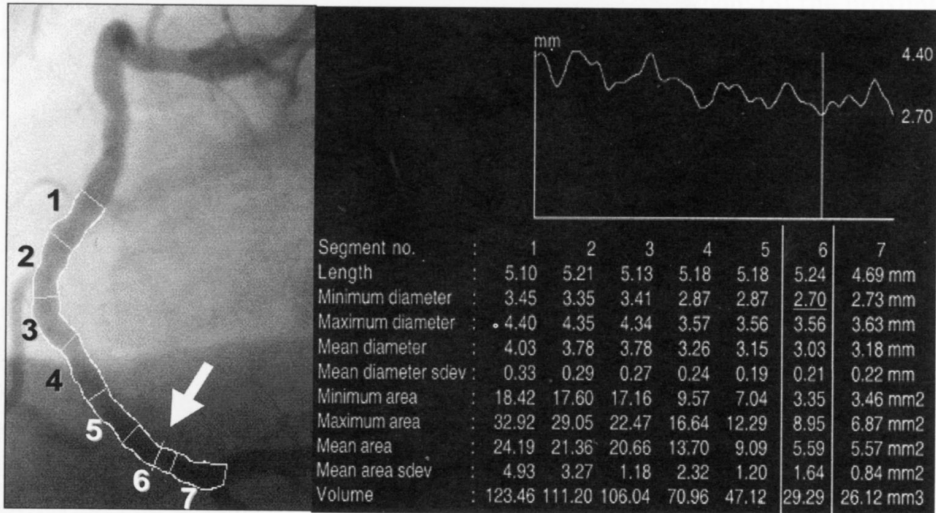 1
2
3
4
5
6
7
mm
4.40
2.70
Segment no. : 1 2 3 4 5 6 7
Length : 5.10 5.21 5.13 5.18 5.18 5.24 4.69 mm
Minimum diameter : 3.45 3.35 3.41 2.87 2.87 2.70 2.73 mm
Maximum diameter : 4.40 4.35 4.34 3.57 3.56 3.56 3.63 mm
Mean diameter : 4.03 3.78 3.78 3.26 3.15 3.03 3.18 mm
Mean diameter sdev : 0.33 0.29 0.27 0.24 0.19 0.21 0.22 mm
Minimum area : 18.42 17.60 17.16 9.57 7.04 3.35 3.46 mm2
Maximum area : 32.92 29.05 22.47 16.64 12.29 8.95 6.87 mm2
Mean area : 24.19 21.36 20.66 13.70 9.09 5.59 5.57 mm2
Mean area sdev : 4.93 3.27 1.18 2.32 1.20 1.64 0.84 mm2
Volume : 123.46 111.20 106.04 70.96 47.12 29.29 26.12 mm3